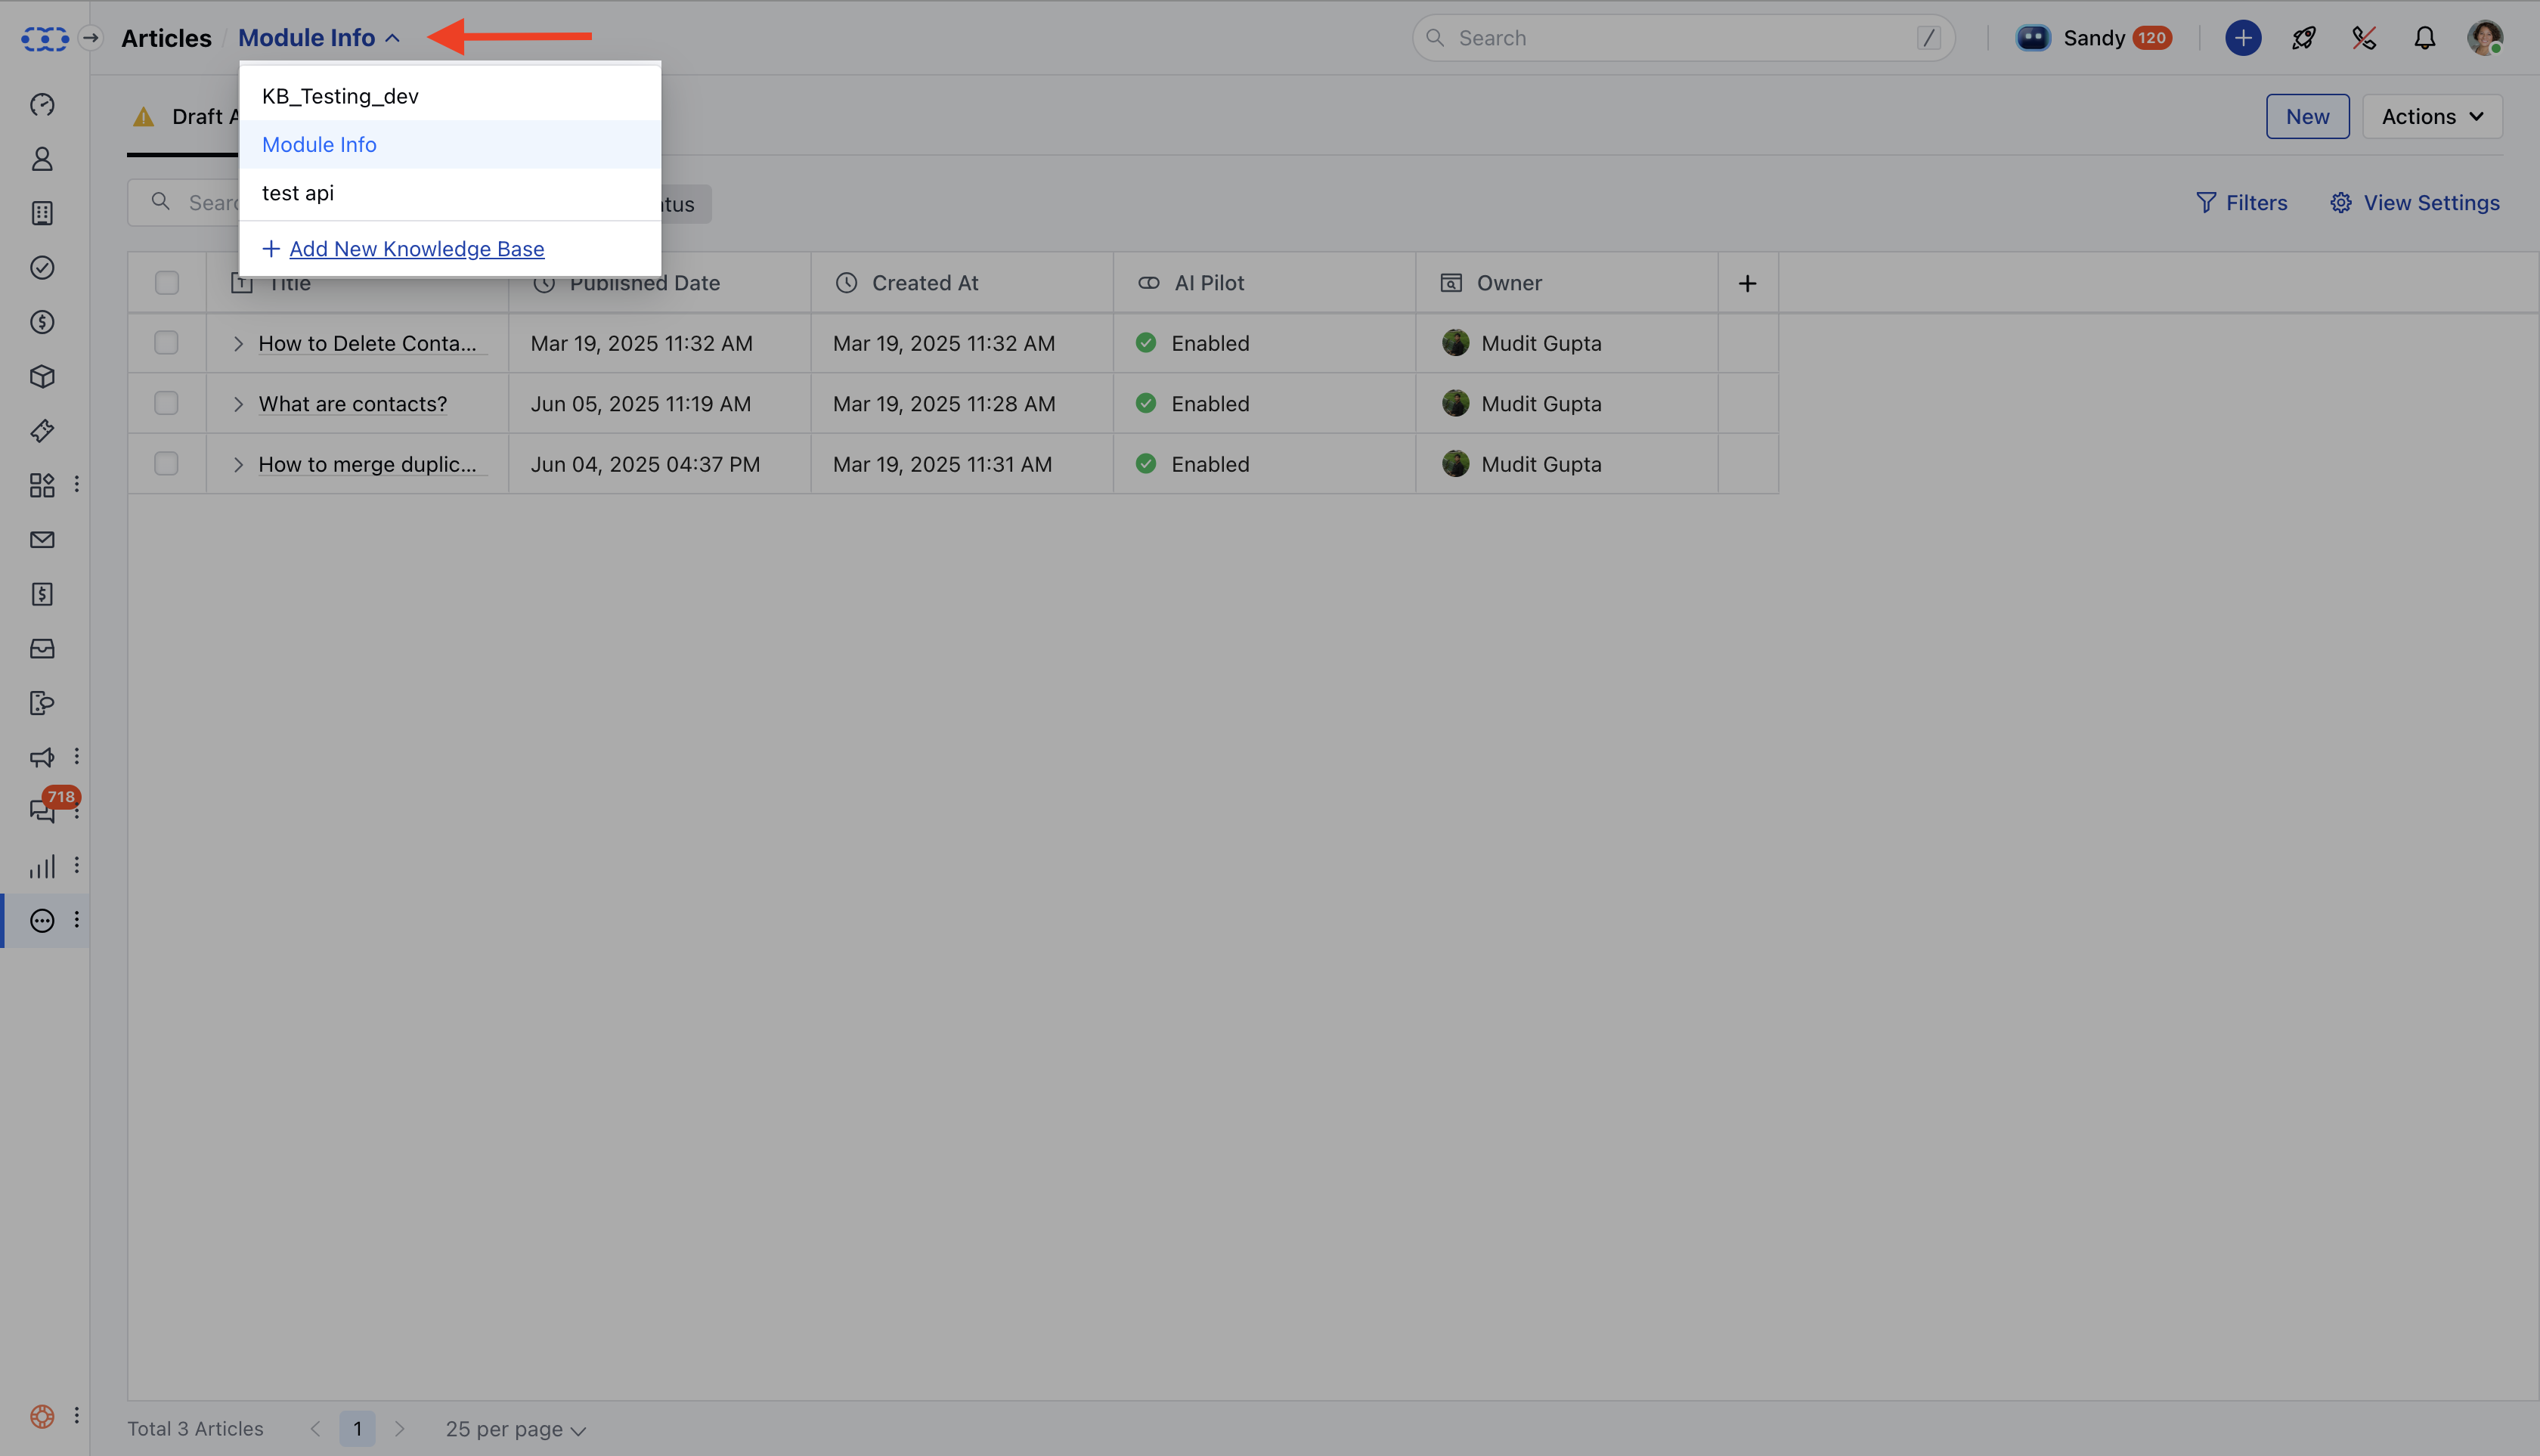 Articles / Module Info
Search /
Sandy 120
KB_Testing_dev
Module Info
test api
+ Add New Knowledge Base
Draft
New
Actions
Filters
View Settings
Title Published Date Created At AI Pilot Owner +
How to Delete Conta... Mar 19, 2025 11:32 AM Mar 19, 2025 11:32 AM Enabled Mudit Gupta
What are contacts? Jun 05, 2025 11:19 AM Mar 19, 2025 11:28 AM Enabled Mudit Gupta
How to merge duplic... Jun 04, 2025 04:37 PM Mar 19, 2025 11:31 AM Enabled Mudit Gupta
718
Total 3 Articles 1 25 per page